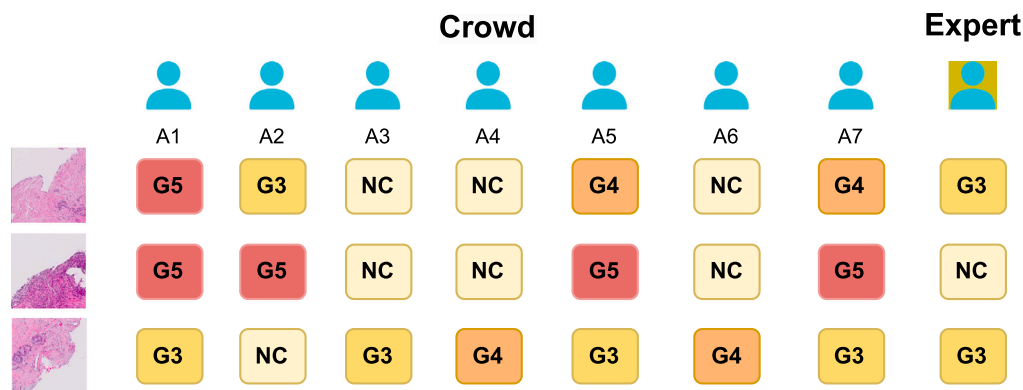 Crowd Expert
A1 A2 A3 A4 A5 A6 A7
G5 G3 NC NC G4 NC G4 G3
G5 G5 NC NC G5 NC G5 NC
G3 NC G3 G4 G3 G4 G3 G3